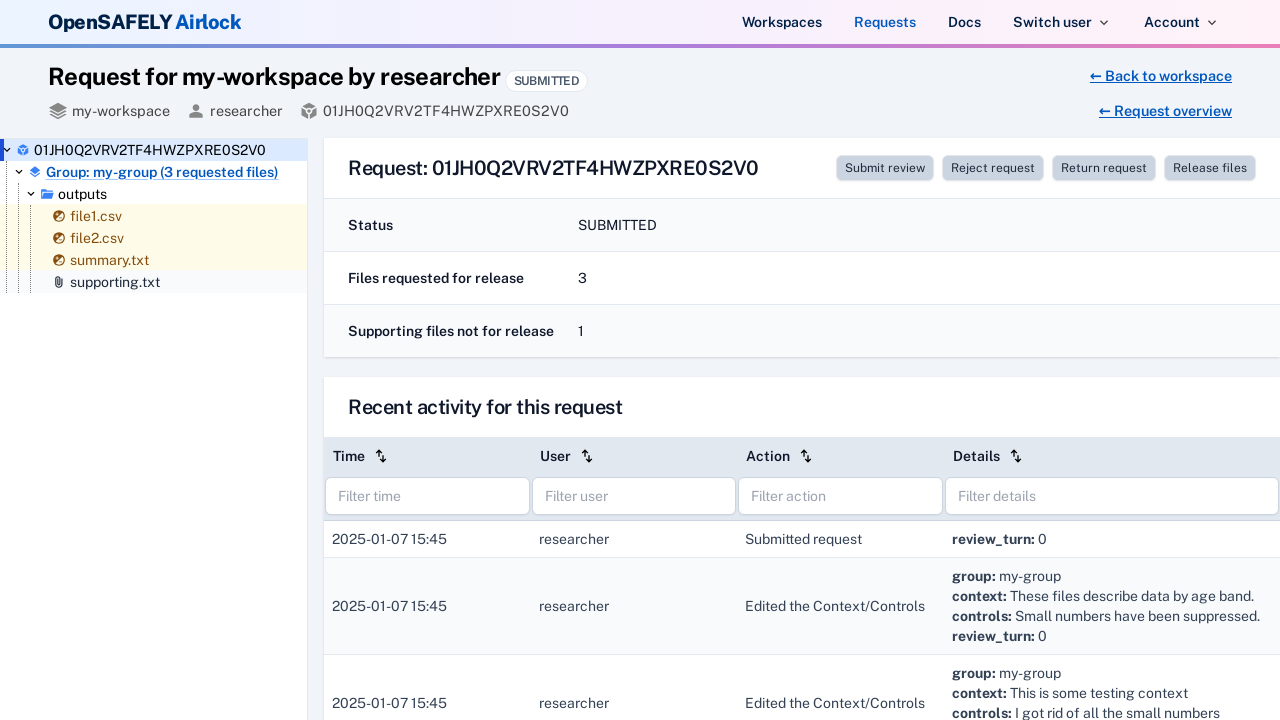 OpenSAFELY Airlock
Workspaces Requests Docs Switch user Account
Request for my-workspace by researcher SUBMITTED
← Back to workspace
my-workspace researcher 01JH0Q2VRV2TF4HWZPXRE0S2V0
← Request overview
01JH0Q2VRV2TF4HWZPXRE0S2V0
Group: my-group (3 requested files)
outputs
file1.csv
file2.csv
summary.txt
supporting.txt
Request: 01JH0Q2VRV2TF4HWZPXRE0S2V0
Submit review Reject request Return request Release files
Status SUBMITTED
Files requested for release 3
Supporting files not for release 1
Recent activity for this request
Time User Action Details
Filter time Filter user Filter action Filter details
2025-01-07 15:45 researcher Submitted request review_turn: 0
2025-01-07 15:45 researcher Edited the Context/Controls
group: my-group
context: These files describe data by age band.
controls: Small numbers have been suppressed.
review_turn: 0
2025-01-07 15:45 researcher Edited the Context/Controls
group: my-group
context: This is some testing context
controls: I got rid of all the small numbers